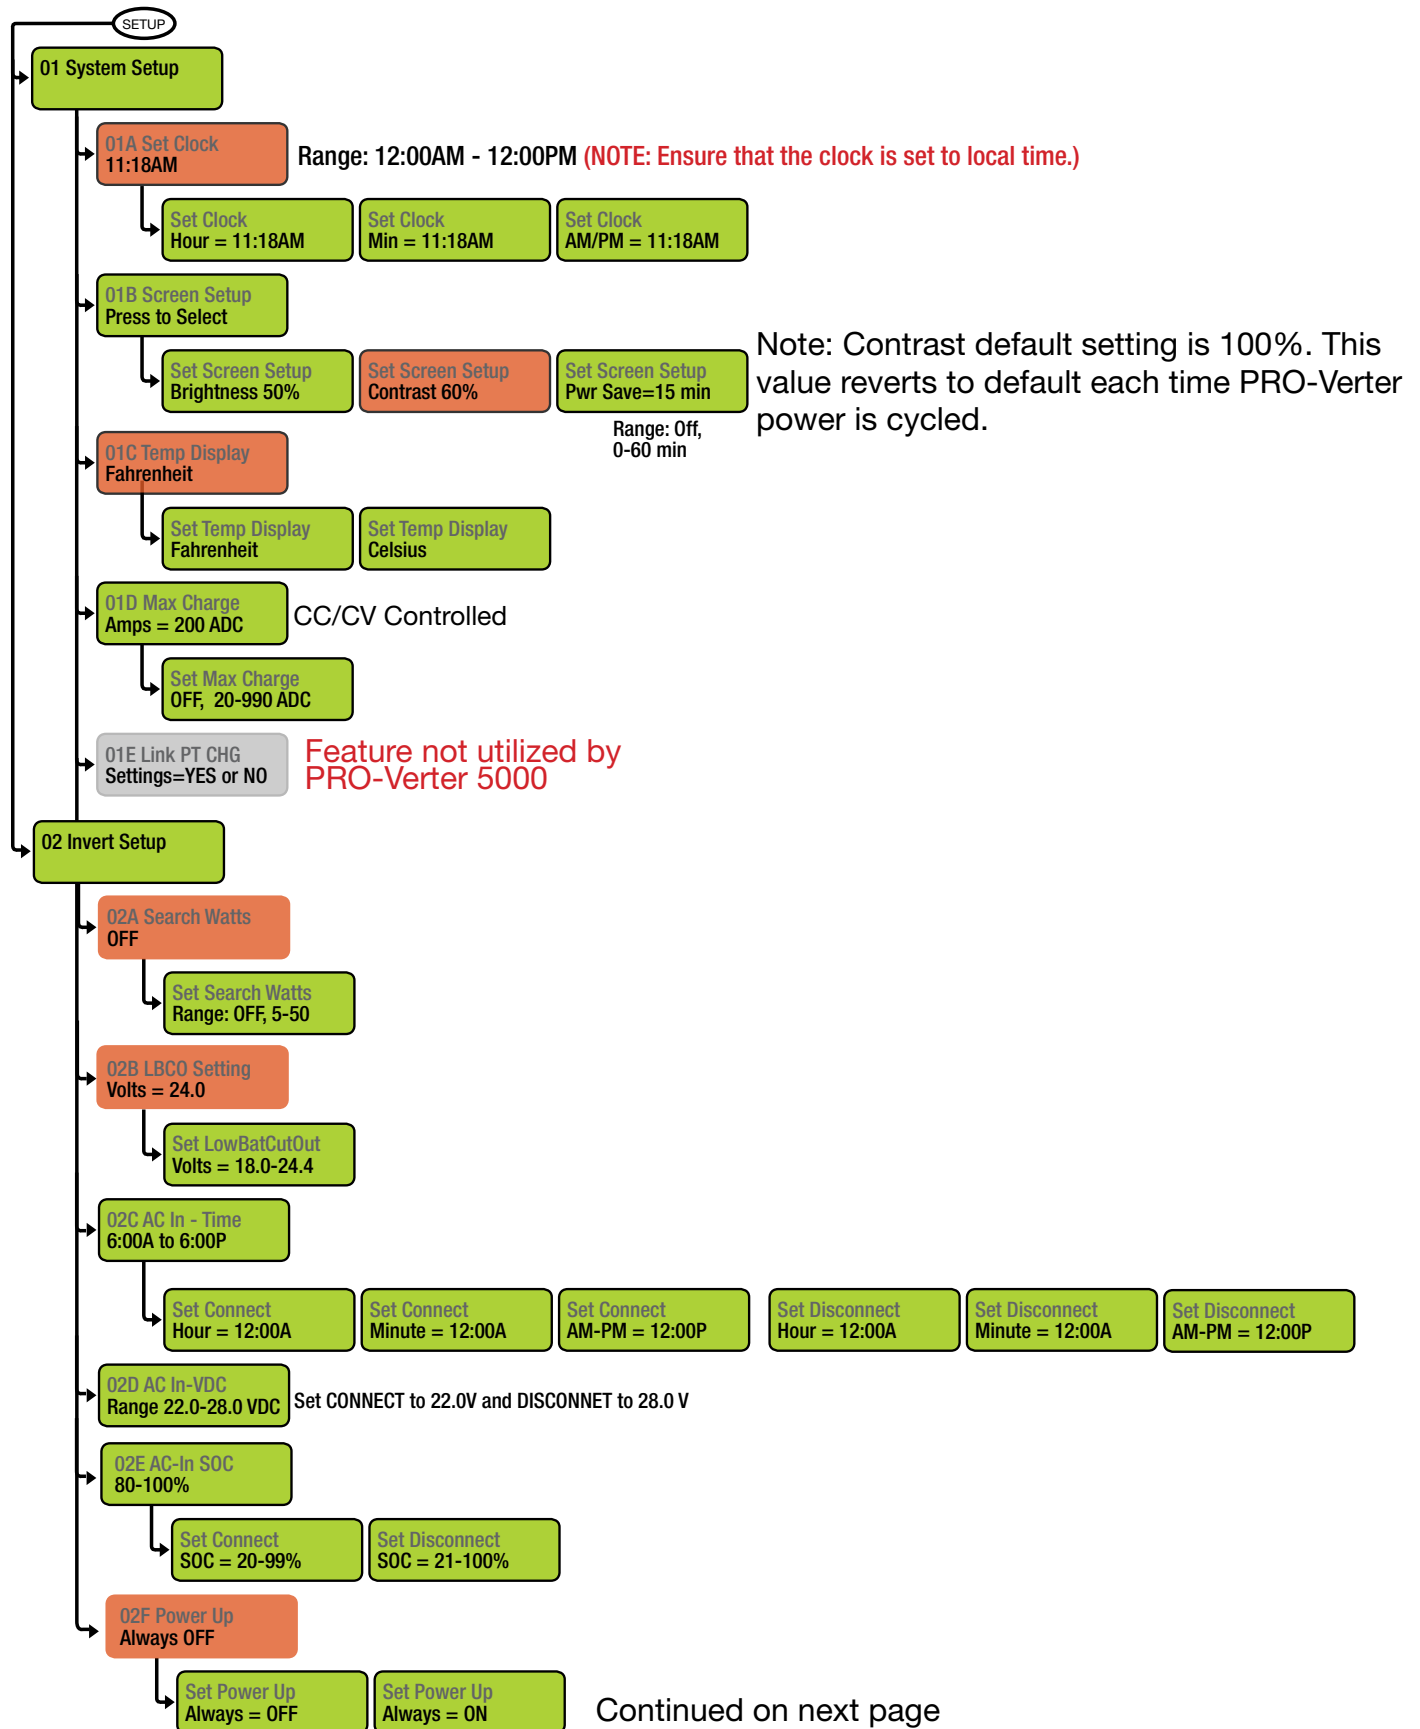 SETUP
01 System Setup
01A Set Clock
11:18AM
Range: 12:00AM - 12:00PM (NOTE: Ensure that the clock is set to local time.)
Set Clock
Hour = 11:18AM
Set Clock
Min = 11:18AM
Set Clock
AM/PM = 11:18AM
01B Screen Setup
Press to Select
Set Screen Setup
Brightness 50%
Set Screen Setup
Contrast 60%
Set Screen Setup
Pwr Save=15 min
Range: Off,
0-60 min
Note: Contrast default setting is 100%. This
value reverts to default each time PRO-Verter
power is cycled.
01C Temp Display
Fahrenheit
Set Temp Display
Fahrenheit
Set Temp Display
Celsius
01D Max Charge
Amps = 200 ADC
CC/CV Controlled
Set Max Charge
OFF, 20-990 ADC
01E Link PT CHG
Settings=YES or NO
Feature not utilized by
PRO-Verter 5000
02 Invert Setup
02A Search Watts
OFF
Set Search Watts
Range: OFF, 5-50
02B LBCO Setting
Volts = 24.0
Set LowBatCutOut
Volts = 18.0-24.4
02C AC In - Time
6:00A to 6:00P
Set Connect
Hour = 12:00A
Set Connect
Minute = 12:00A
Set Connect
AM-PM = 12:00P
Set Disconnect
Hour = 12:00A
Set Disconnect
Minute = 12:00A
Set Disconnect
AM-PM = 12:00P
02D AC In-VDC
Range 22.0-28.0 VDC
Set CONNECT to 22.0V and DISCONNET to 28.0 V
02E AC-In SOC
80-100%
Set Connect
SOC = 20-99%
Set Disconnect
SOC = 21-100%
02F Power Up
Always OFF
Set Power Up
Always = OFF
Set Power Up
Always = ON
Continued on next page